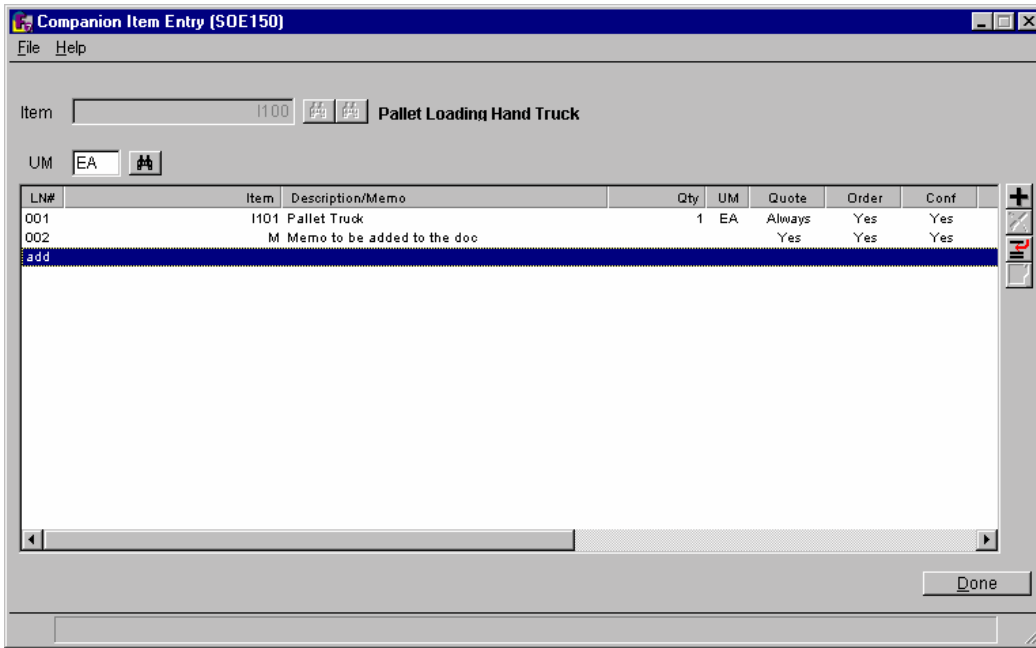 Companion Item Entry (SOE150)
File Help
Item I100 Pallet Loading Hand Truck
UM EA
LN# Item Description/Memo Qty UM Quote Order Conf
001 I101 Pallet Truck 1 EA Always Yes Yes
002 M Memo to be added to the doc Yes Yes Yes
add
Done